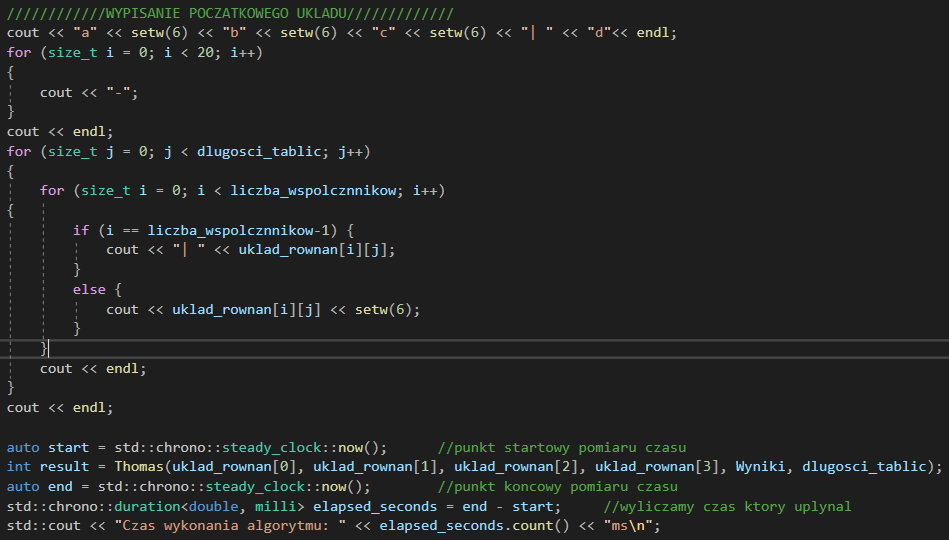 ////////////WYPISANIE POCZATKOWEGO UKLADU/////////////
cout << "a" << setw(6) << "b" << setw(6) << "c" << setw(6) << "| " << "d"<< endl;
for (size_t i = 0; i < 20; i++)
{
    cout << "-";
}
cout << endl;
for (size_t j = 0; j < dlugosci_tablic; j++)
{
    for (size_t i = 0; i < liczba_wspolcznnikow; i++)
{
        if (i == liczba_wspolcznnikow-1) {
            cout << "| " << uklad_rownan[i][j];
        }
        else {
            cout << uklad_rownan[i][j] << setw(6);
        }
    }
    cout << endl;
}
cout << endl;

auto start = std::chrono::steady_clock::now();      //punkt startowy pomiaru czasu
int result = Thomas(uklad_rownan[0], uklad_rownan[1], uklad_rownan[2], uklad_rownan[3], Wyniki, dlugosci_tablic);
auto end = std::chrono::steady_clock::now();        //punkt koncowy pomiaru czasu
std::chrono::duration<double, milli> elapsed_seconds = end - start;     //wyliczamy czas ktory uplynal
std::cout << "Czas wykonania algorytmu: " << elapsed_seconds.count() << "ms\n";